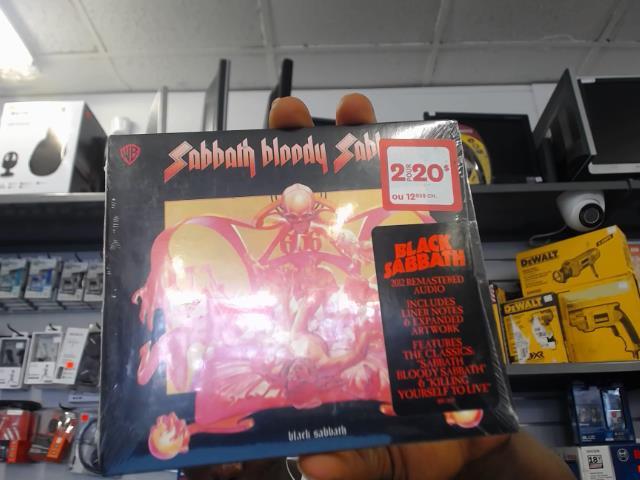 Sabbath bloody Sabb
2 POUR 20$
ou 12$99 CH.
BLACK
SABBATH
2012 REMASTERED
AUDIO
INCLUDES
LINER NOTES
& EXPANDED
ARTWORK
FEATURES
THE CLASSICS:
"SABBATH
BLOODY SABBATH"
& "KILLING
YOURSELF TO LIVE"
black sabbath
DEWALT
DEWALT